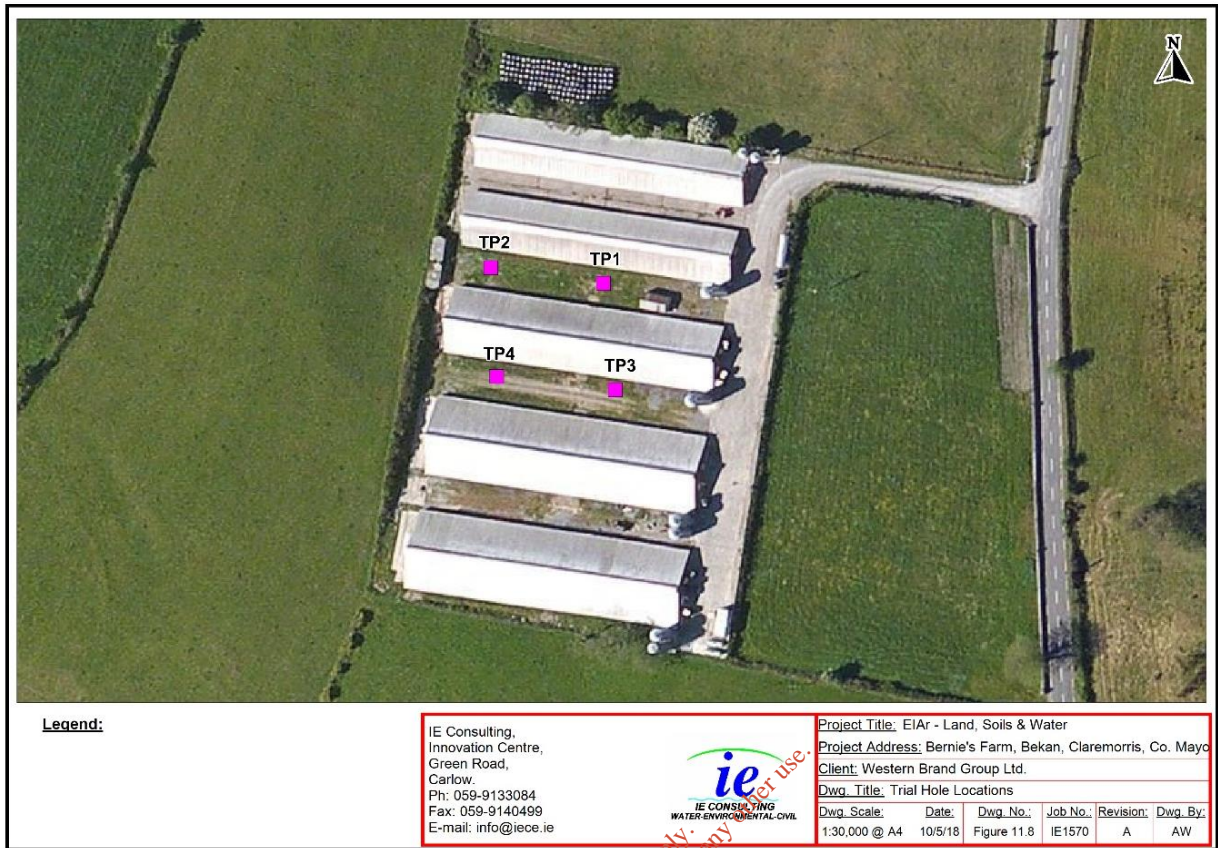 N
TP2
TP1
TP4
TP3
Legend:
IE Consulting,
Innovation Centre,
Green Road,
Carlow.
Ph: 059-9133084
Fax: 059-9140499
E-mail: info@iece.ie
ie
IE CONSULTING
WATER-ENVIRONMENTAL-CIVIL
any other use.
Project Title: EIAr - Land, Soils & Water
Project Address: Bernie's Farm, Bekan, Claremorris, Co. Mayo
Client: Western Brand Group Ltd.
Dwg. Title: Trial Hole Locations
Dwg. Scale: Date: Dwg. No.: Job No.: Revision: Dwg. By:
1:30,000 @ A4 10/5/18 Figure 11.8 IE1570 A AW